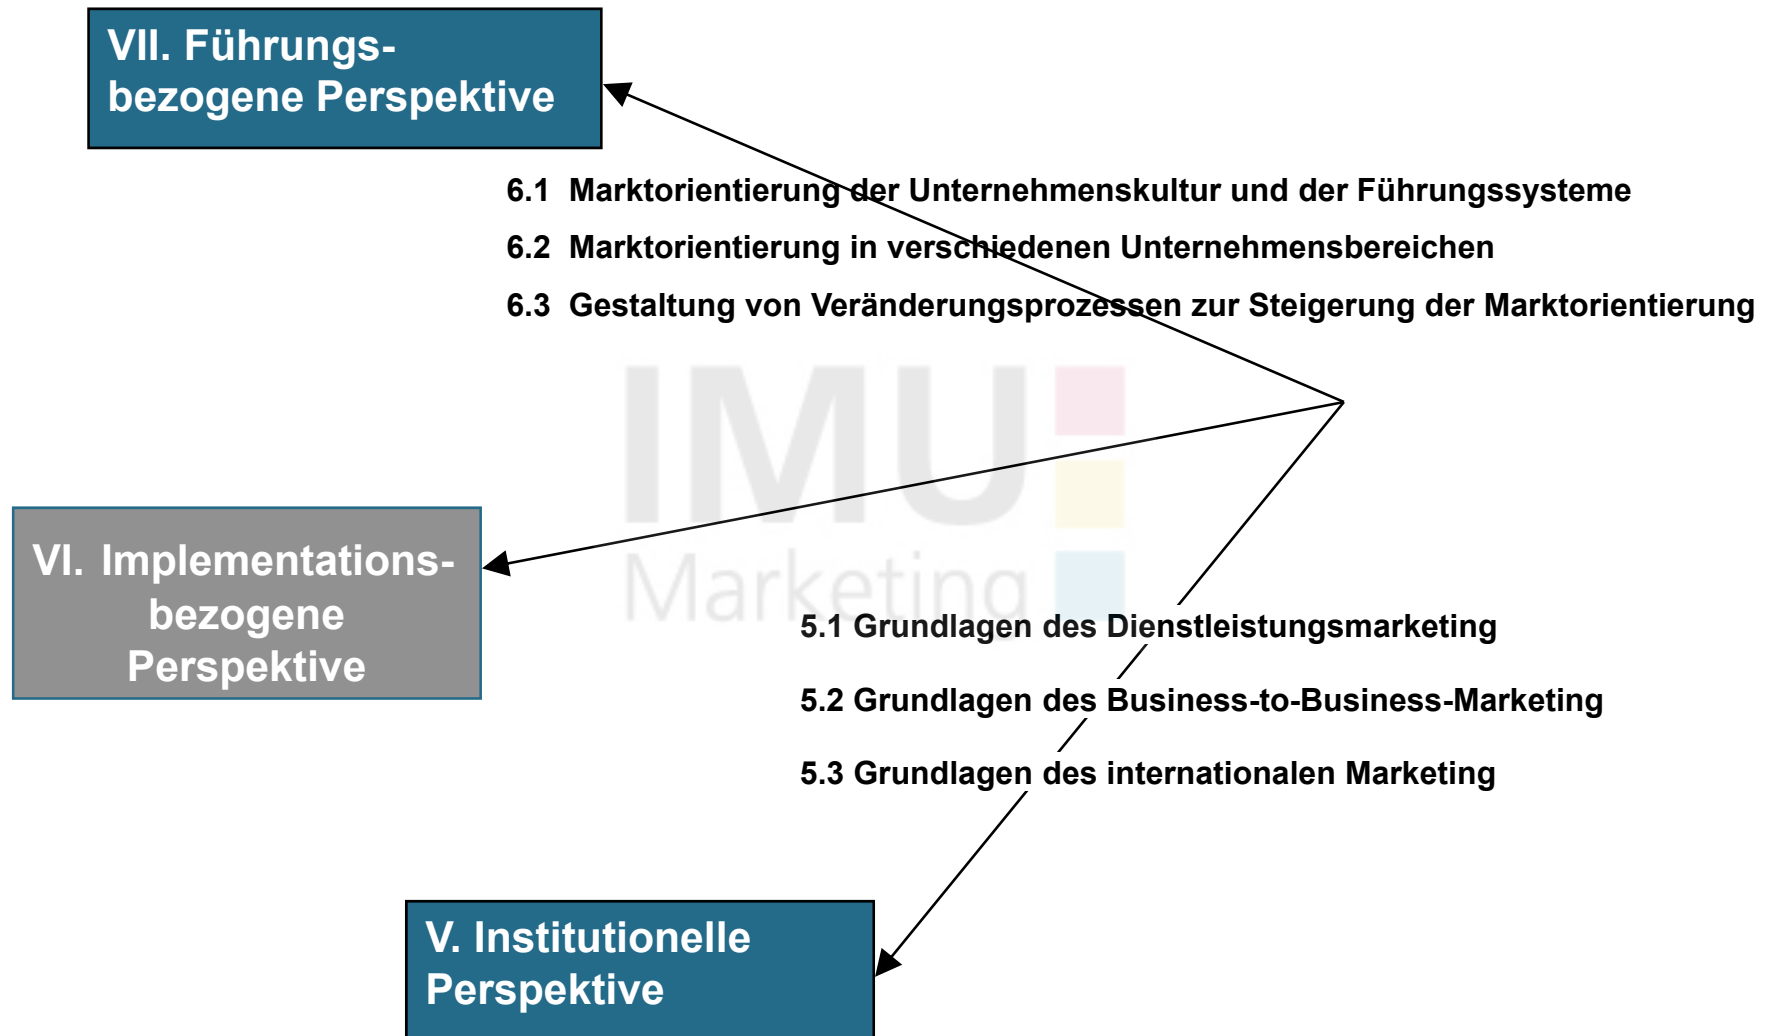 VII. Führungs-
bezogene Perspektive
6.1 Marktorientierung der Unternehmenskultur und der Führungssysteme
6.2 Marktorientierung in verschiedenen Unternehmensbereichen
6.3 Gestaltung von Veränderungsprozessen zur Steigerung der Marktorientierung
IMU
Marketing
VI. Implementations-
bezogene
Perspektive
5.1 Grundlagen des Dienstleistungsmarketing
5.2 Grundlagen des Business-to-Business-Marketing
5.3 Grundlagen des internationalen Marketing
V. Institutionelle
Perspektive